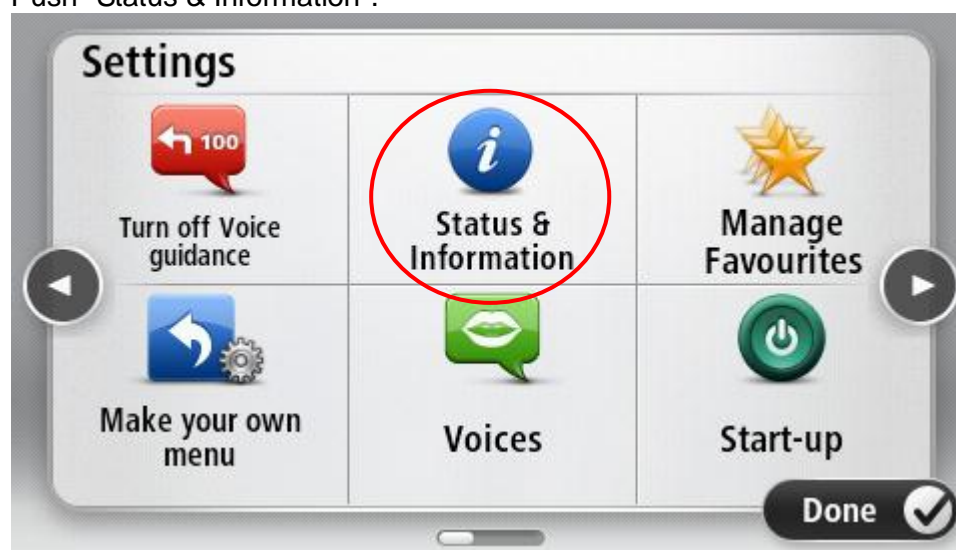 Push "Status & Information".
Settings
100
Turn off Voice
guidance
i
Status &
Information
Manage
Favourites
Make your own
menu
Voices
Start-up
Done